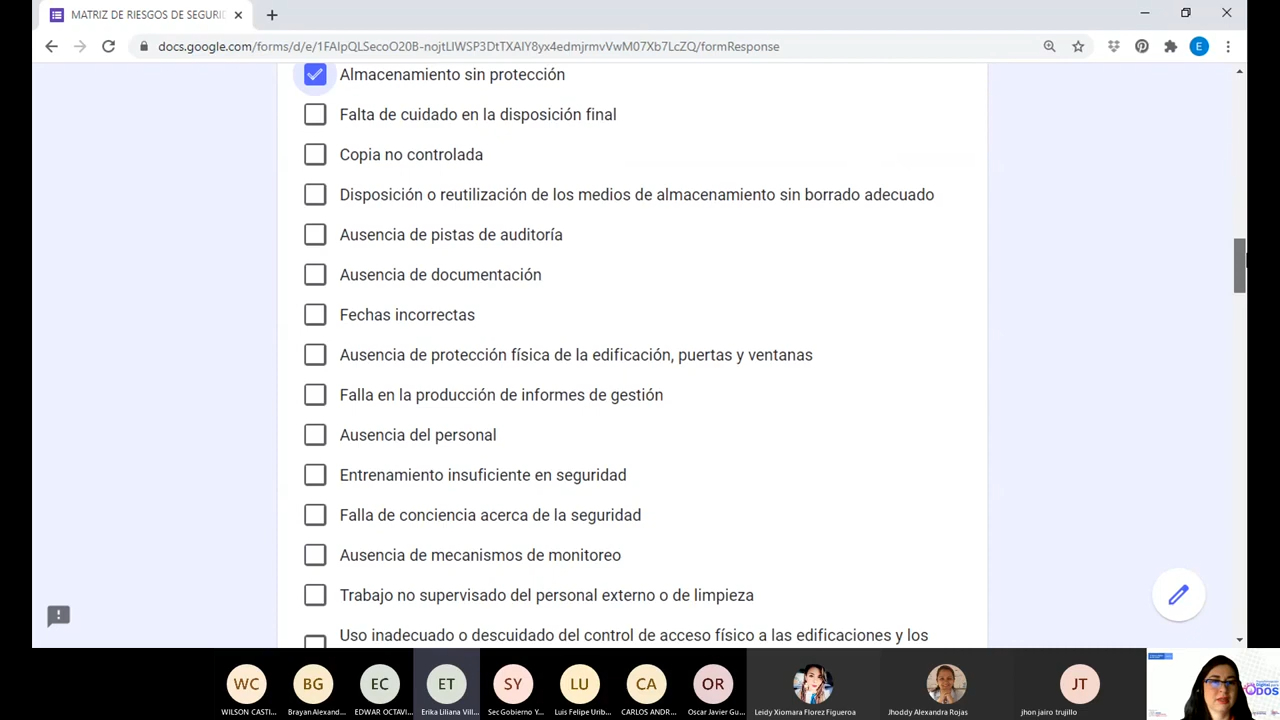 MATRIZ DE RIESGOS DE SEGURID
docs.google.com/forms/d/e/1FAIpQLSecoO20B-nojtLIWSP3DtTXAIY8yx4edmjrmvVwM07Xb7LcZQ/formResponse
E
Almacenamiento sin protección
Falta de cuidado en la disposición final
Copia no controlada
Disposición o reutilización de los medios de almacenamiento sin borrado adecuado
Ausencia de pistas de auditoría
Ausencia de documentación
Fechas incorrectas
Ausencia de protección física de la edificación, puertas y ventanas
Falla en la producción de informes de gestión
Ausencia del personal
Entrenamiento insuficiente en seguridad
Falla de conciencia acerca de la seguridad
Ausencia de mecanismos de monitoreo
Trabajo no supervisado del personal externo o de limpieza
Uso inadecuado o descuidado del control de acceso físico a las edificaciones y los
WC BG EC ET SY LU CA OR JT
WILSON CASTI... Brayan Alexand... EDWAR OCTAVI... Erika Liliana Vill... Sec Gobierno Y... Luis Felipe Urib... CARLOS ANDR... Oscar Javier Gu... Leidy Xiomara Florez Figueroa Jhoddy Alexandra Rojas jhon jairo trujillo